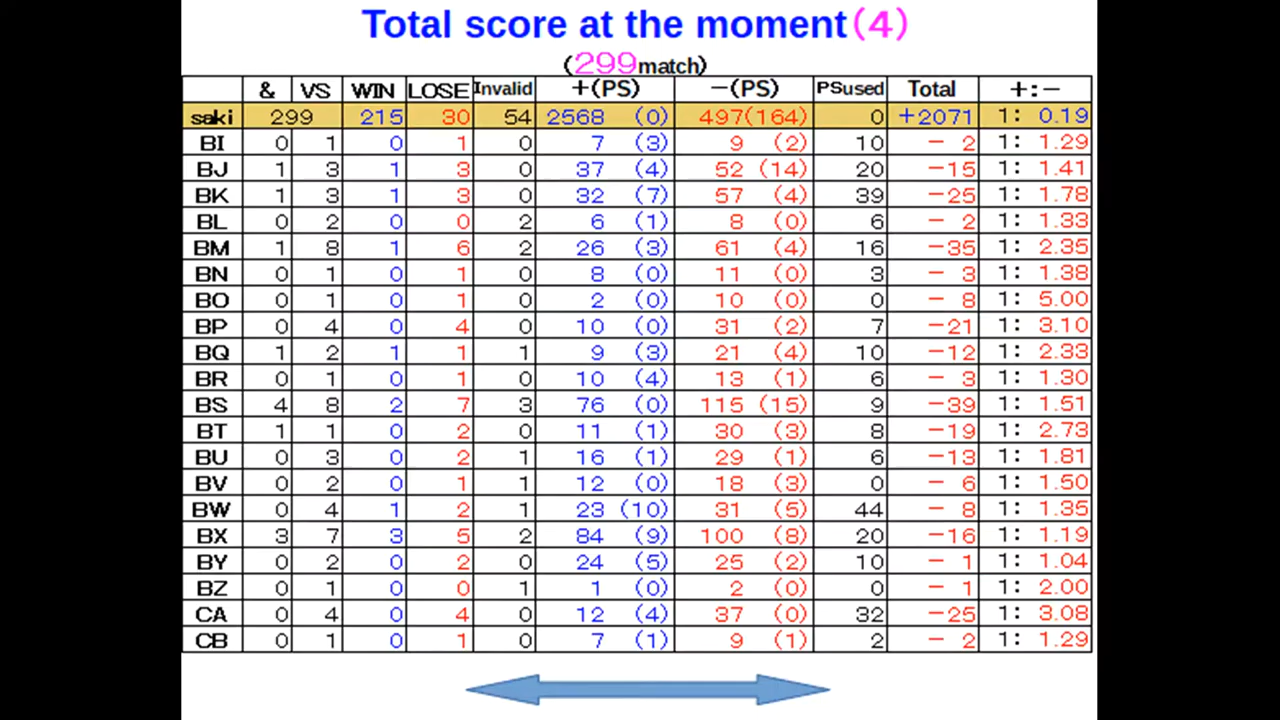 Total score at the moment(4)
(299match)
& VS WIN LOSE Invalid +(PS) −(PS) PSused Total +:−
saki 299 215 30 54 2568 (0) 497(164) 0 +2071 1: 0.19
BI 0 1 0 1 0 7 (3) 9 (2) 10 − 2 1: 1.29
BJ 1 3 1 3 0 37 (4) 52 (14) 20 −15 1: 1.41
BK 1 3 1 3 0 32 (7) 57 (4) 39 −25 1: 1.78
BL 0 2 0 0 2 6 (1) 8 (0) 6 − 2 1: 1.33
BM 1 8 1 6 2 26 (3) 61 (4) 16 −35 1: 2.35
BN 0 1 0 1 0 8 (0) 11 (0) 3 − 3 1: 1.38
BO 0 1 0 1 0 2 (0) 10 (0) 0 − 8 1: 5.00
BP 0 4 0 4 0 10 (0) 31 (2) 7 −21 1: 3.10
BQ 1 2 1 1 1 9 (3) 21 (4) 10 −12 1: 2.33
BR 0 1 0 1 0 10 (4) 13 (1) 6 − 3 1: 1.30
BS 4 8 2 7 3 76 (0) 115 (15) 9 −39 1: 1.51
BT 1 1 0 2 0 11 (1) 30 (3) 8 −19 1: 2.73
BU 0 3 0 2 1 16 (1) 29 (1) 6 −13 1: 1.81
BV 0 2 0 1 1 12 (0) 18 (3) 0 − 6 1: 1.50
BW 0 4 1 2 1 23 (10) 31 (5) 44 − 8 1: 1.35
BX 3 7 3 5 2 84 (9) 100 (8) 20 −16 1: 1.19
BY 0 2 0 2 0 24 (5) 25 (2) 10 − 1 1: 1.04
BZ 0 1 0 0 1 1 (0) 2 (0) 0 − 1 1: 2.00
CA 0 4 0 4 0 12 (4) 37 (0) 32 −25 1: 3.08
CB 0 1 0 1 0 7 (1) 9 (1) 2 − 2 1: 1.29